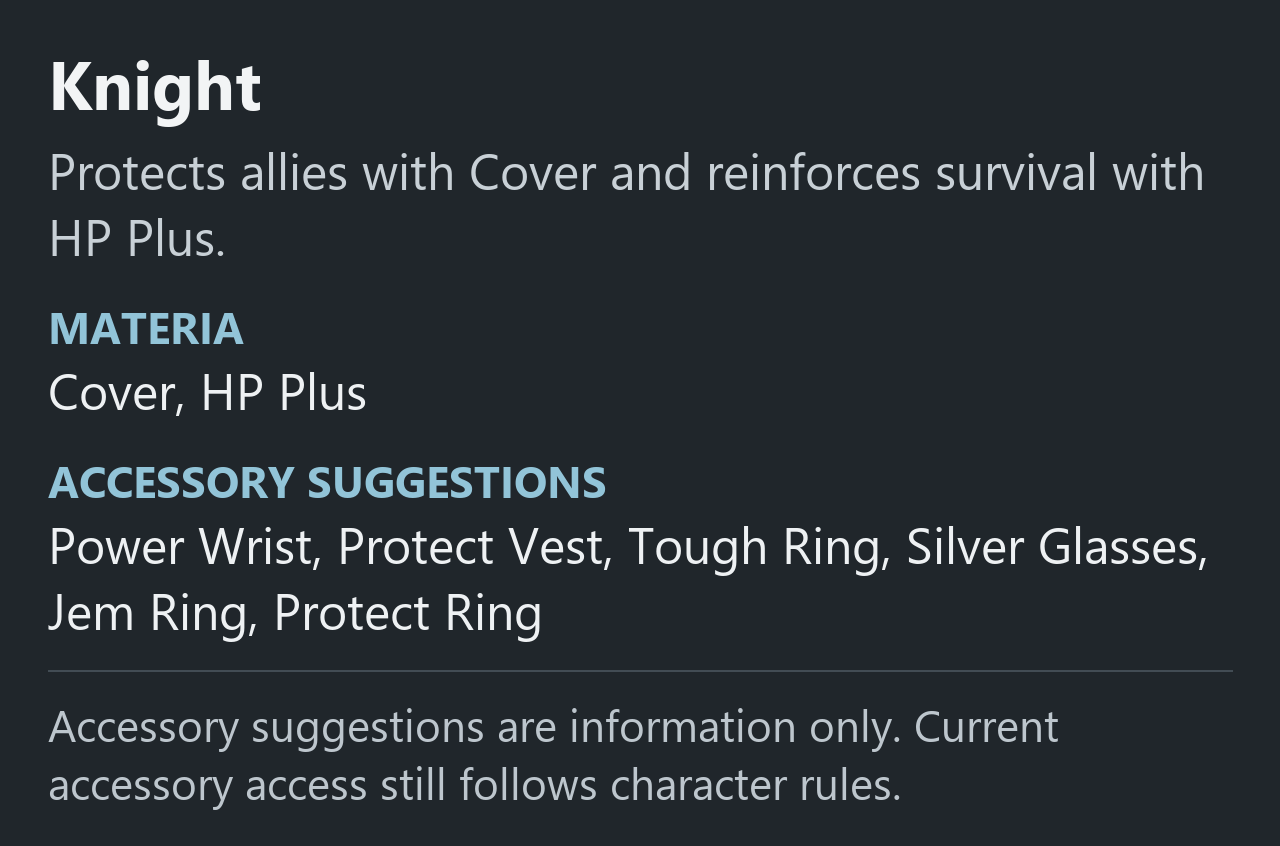 Knight
Protects allies with Cover and reinforces survival with
HP Plus.
MATERIA
Cover, HP Plus
ACCESSORY SUGGESTIONS
Power Wrist, Protect Vest, Tough Ring, Silver Glasses,
Jem Ring, Protect Ring
Accessory suggestions are information only. Current
accessory access still follows character rules.